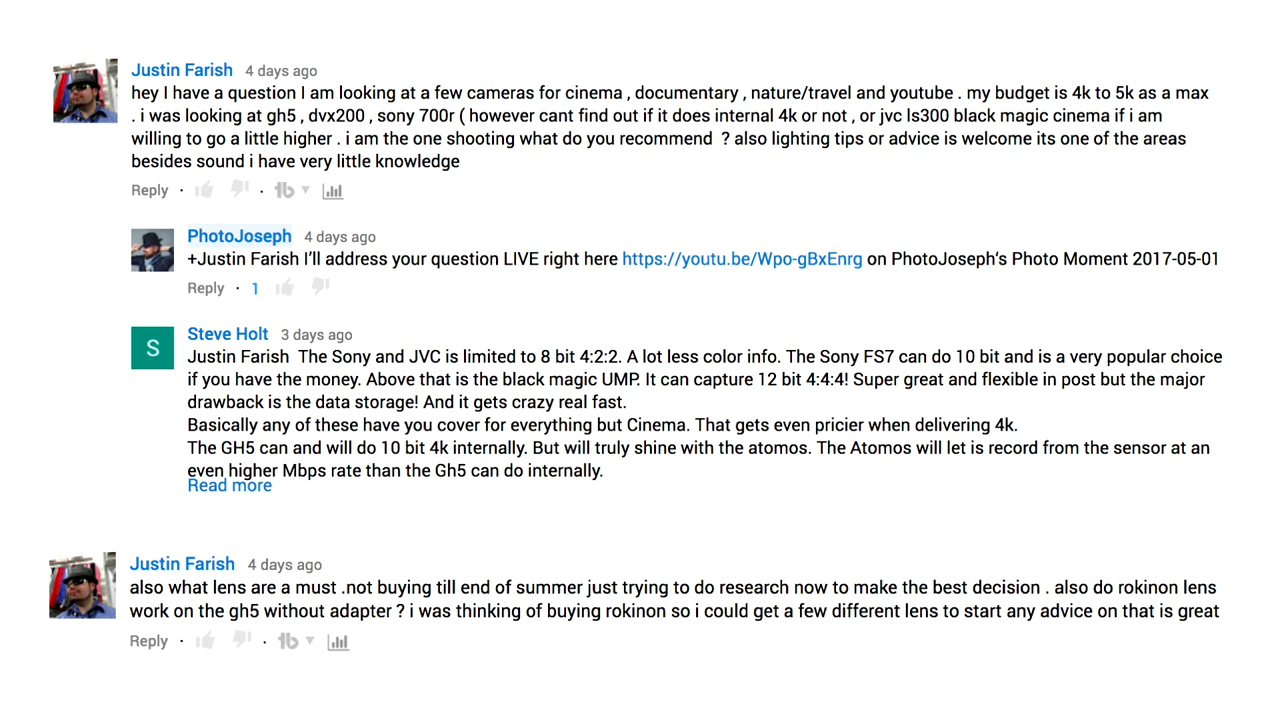 Justin Farish 4 days ago
hey I have a question I am looking at a few cameras for cinema , documentary , nature/travel and youtube . my budget is 4k to 5k as a max
. i was looking at gh5 , dvx200 , sony 700r ( however cant find out if it does internal 4k or not , or jvc ls300 black magic cinema if i am
willing to go a little higher . i am the one shooting what do you recommend  ? also lighting tips or advice is welcome its one of the areas
besides sound i have very little knowledge
Reply · · tb
PhotoJoseph 4 days ago
+Justin Farish I'll address your question LIVE right here https://youtu.be/Wpo-gBxEnrg on PhotoJoseph's Photo Moment 2017-05-01
Reply · 1
S
Steve Holt 3 days ago
Justin Farish  The Sony and JVC is limited to 8 bit 4:2:2. A lot less color info. The Sony FS7 can do 10 bit and is a very popular choice
if you have the money. Above that is the black magic UMP. It can capture 12 bit 4:4:4! Super great and flexible in post but the major
drawback is the data storage! And it gets crazy real fast.
Basically any of these have you cover for everything but Cinema. That gets even pricier when delivering 4k.
The GH5 can and will do 10 bit 4k internally. But will truly shine with the atomos. The Atomos will let is record from the sensor at an
even higher Mbps rate than the Gh5 can do internally.
Read more
Justin Farish 4 days ago
also what lens are a must .not buying till end of summer just trying to do research now to make the best decision . also do rokinon lens
work on the gh5 without adapter ? i was thinking of buying rokinon so i could get a few different lens to start any advice on that is great
Reply · · tb